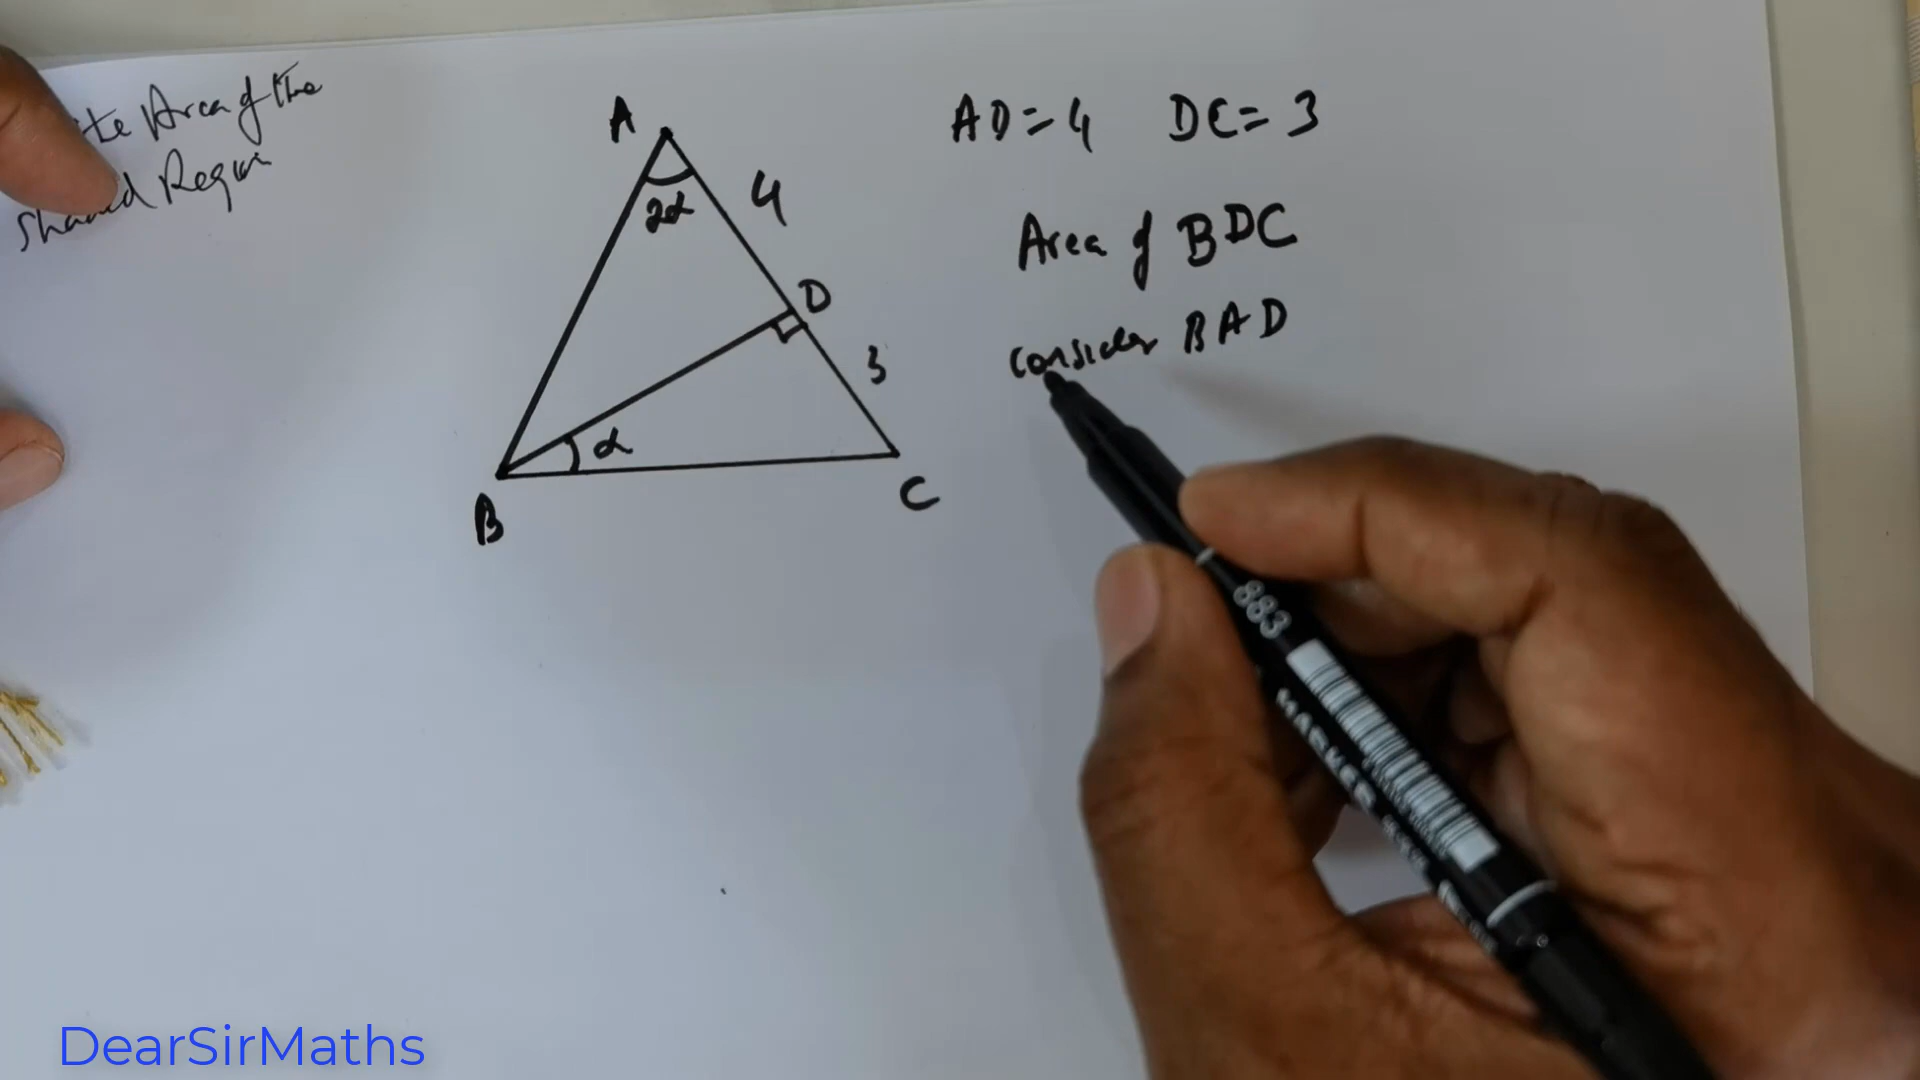 Area of the
Shaded Region
A
2α
4
D
3
α
B
C
AD=4 DC=3
Area of BDC
consider BAD
883
MARKER
DearSirMaths